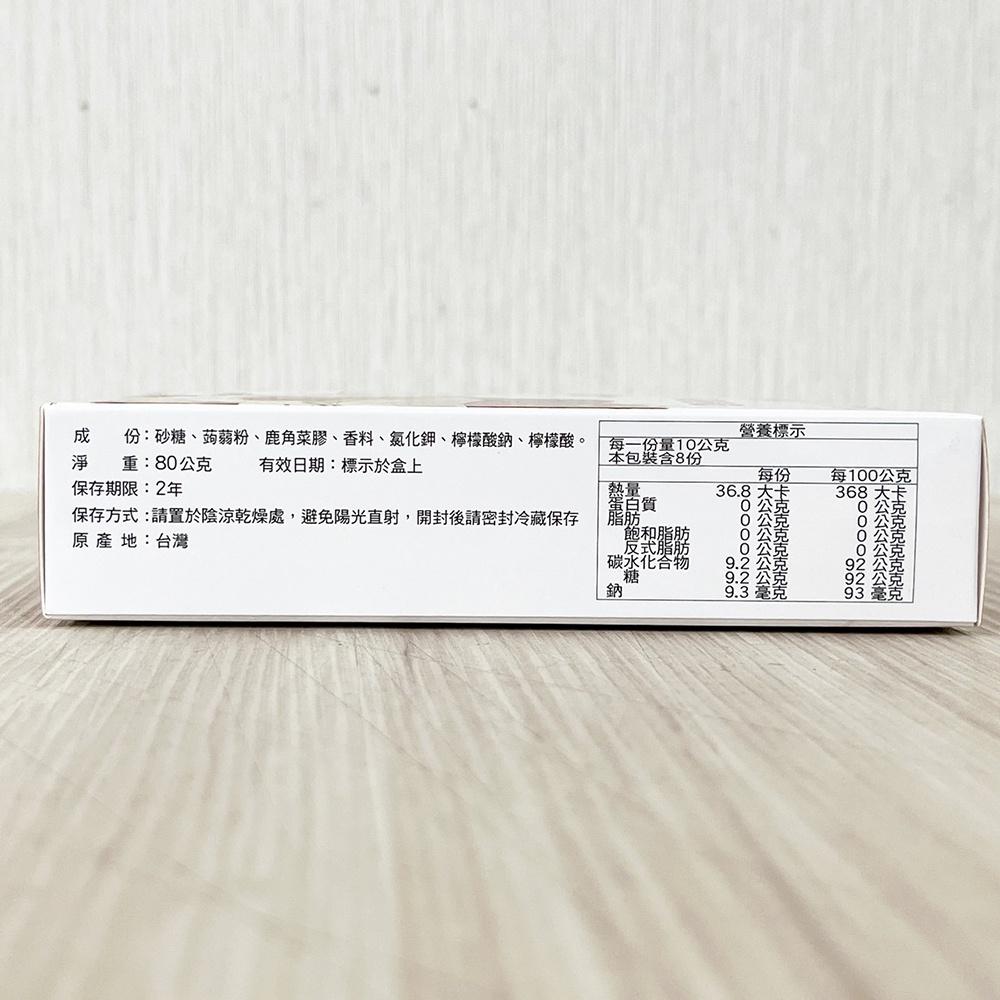 成 份：砂糖、蒟蒻粉、鹿角菜膠、香料、氯化鉀、檸檬酸鈉、檸檬酸。
淨 重：80公克 有效日期：標示於盒上
保存期限：2年
保存方式：請置於陰涼乾燥處，避免陽光直射，開封後請密封冷藏保存
原 產 地：台灣
營養標示
每一份量10公克
本包裝含8份
每份 每100公克
熱量 36.8 大卡 368 大卡
蛋白質 0 公克 0 公克
脂肪 0 公克 0 公克
飽和脂肪 0 公克 0 公克
反式脂肪 0 公克 0 公克
碳水化合物 9.2 公克 92 公克
糖 9.2 公克 92 公克
鈉 9.3 毫克 93 毫克